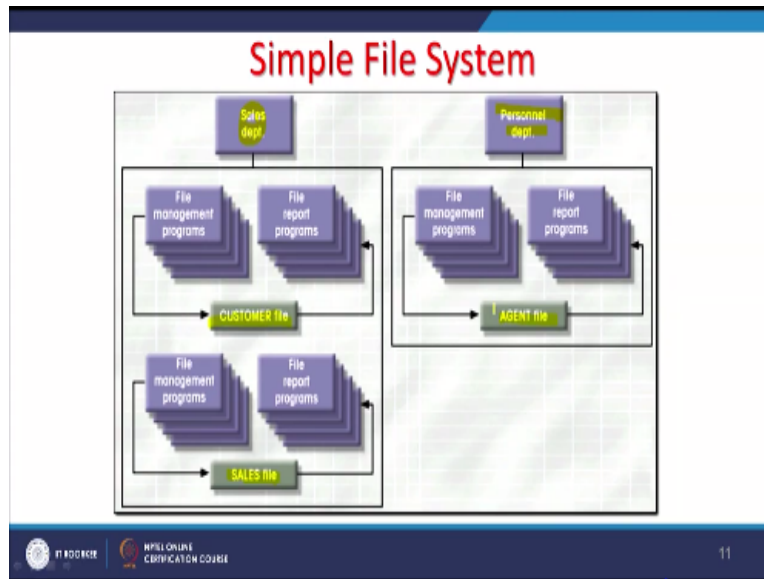 Simple File System
Sales
dept.
Personnel
dept.
File
management
programs
File
report
programs
File
management
programs
File
report
programs
CUSTOMER file
AGENT file
File
management
programs
File
report
programs
SALES file
IIT ROORKEE
NPTEL ONLINE
CERTIFICATION COURSE
11